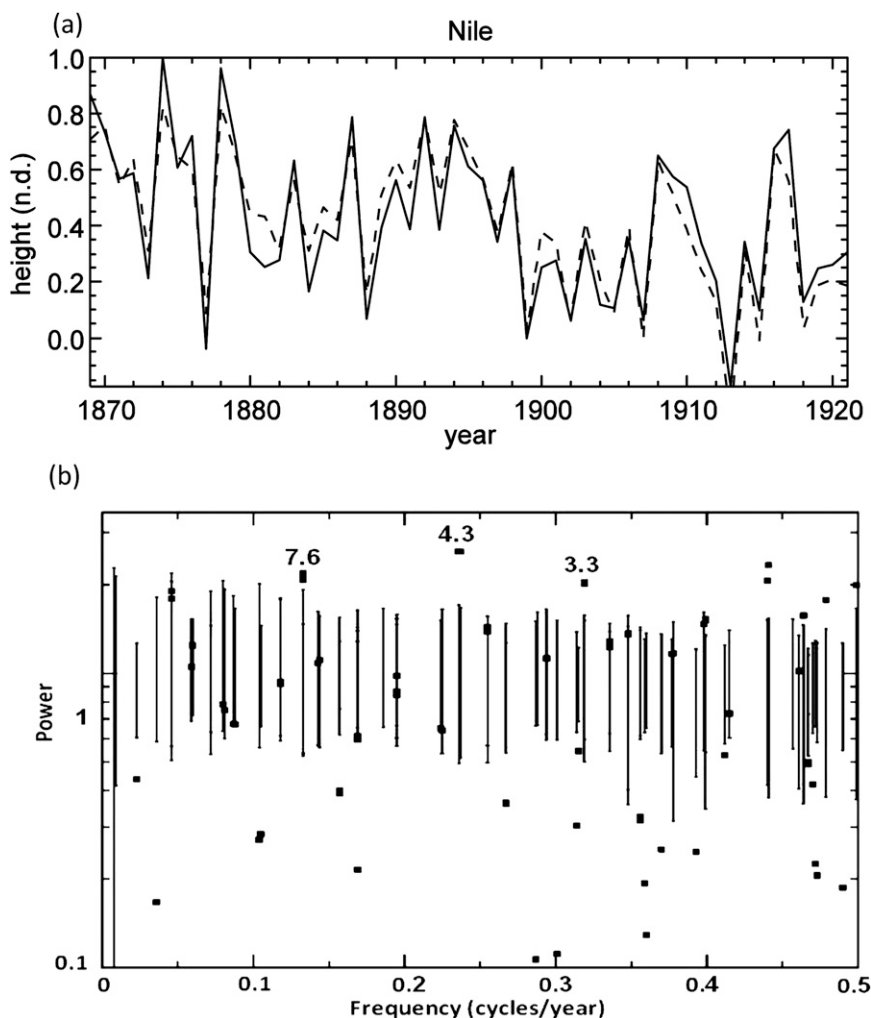 (a)
Nile
height (n.d.)
1.0
0.8
0.6
0.4
0.2
0.0
1870 1880 1890 1900 1910 1920
year
(b)
Power
1
0.1
7.6
4.3
3.3
0 0.1 0.2 0.3 0.4 0.5
Frequency (cycles/year)